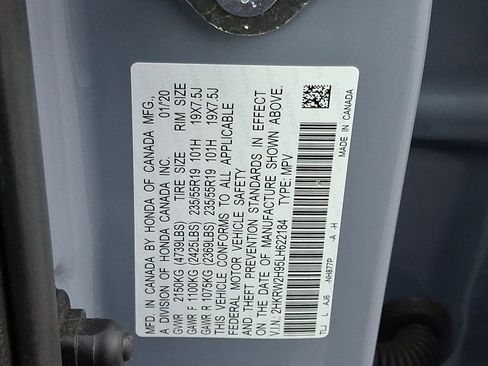 MFD. IN CANADA BY HONDA OF CANADA MFG.,
A DIVISION OF HONDA CANADA INC. 01/20
GVWR 2150KG (4739LBS) TIRE SIZE RIM SIZE
GAWR F 1100KG (2425LBS) 235/55R19 101H 19X7.5J
GAWR R 1075KG (2369LBS) 235/55R19 101H 19X7.5J
THIS VEHICLE CONFORMS TO ALL APPLICABLE
FEDERAL MOTOR VEHICLE SAFETY
AND THEFT PREVENTION STANDARDS IN EFFECT
ON THE DATE OF MANUFACTURE SHOWN ABOVE.
V.I.N.: 2HKRW2H95LH622184 TYPE: MPV
TLJ L AJ6 -NH877P -A -H
MADE IN CANADA